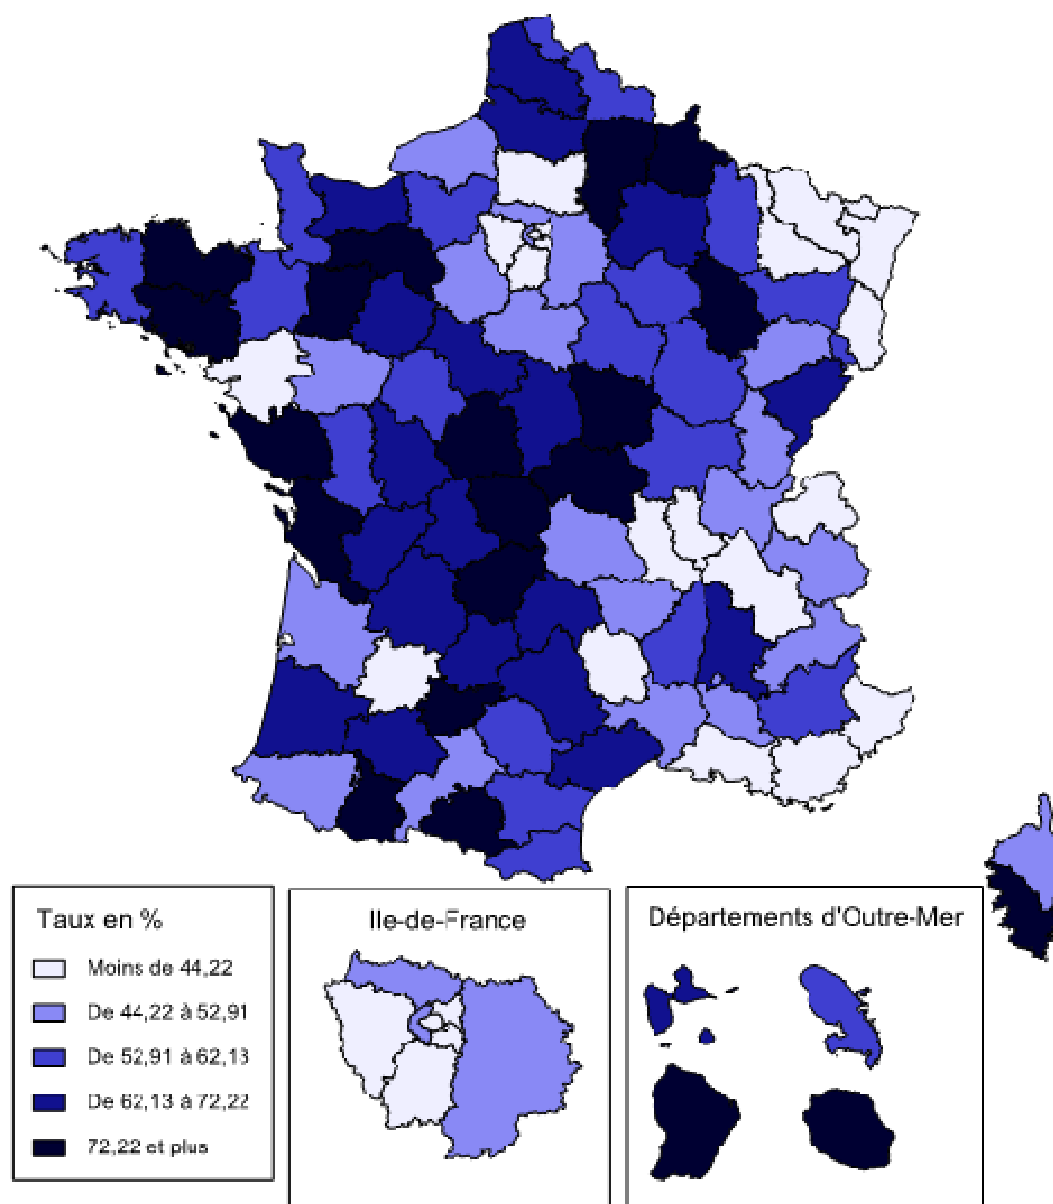 Taux en %
Moins de 44,22
De 44,22 à 52,91
De 52,91 à 62,13
De 62,13 à 72,22
72,22 et plus
Ile-de-France
Départements d'Outre-Mer